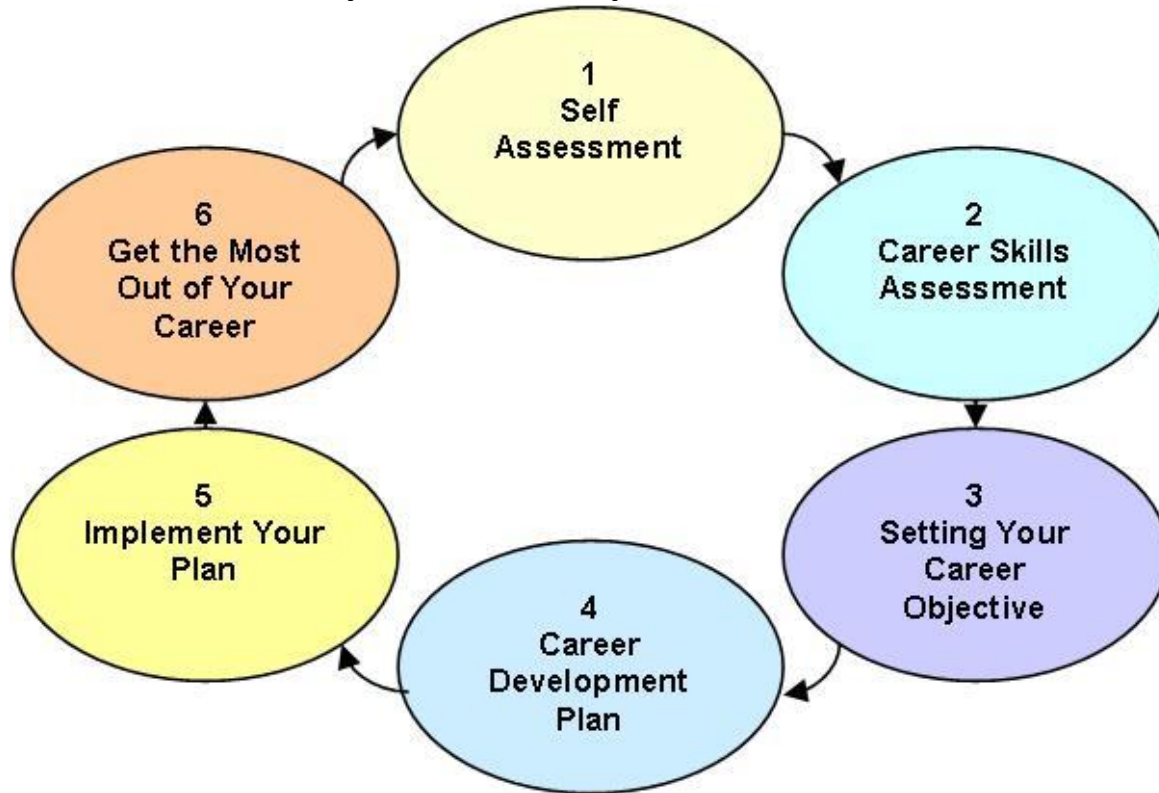 1
Self
Assessment
2
Career Skills
Assessment
3
Setting Your
Career
Objective
4
Career
Development
Plan
5
Implement Your
Plan
6
Get the Most
Out of Your
Career